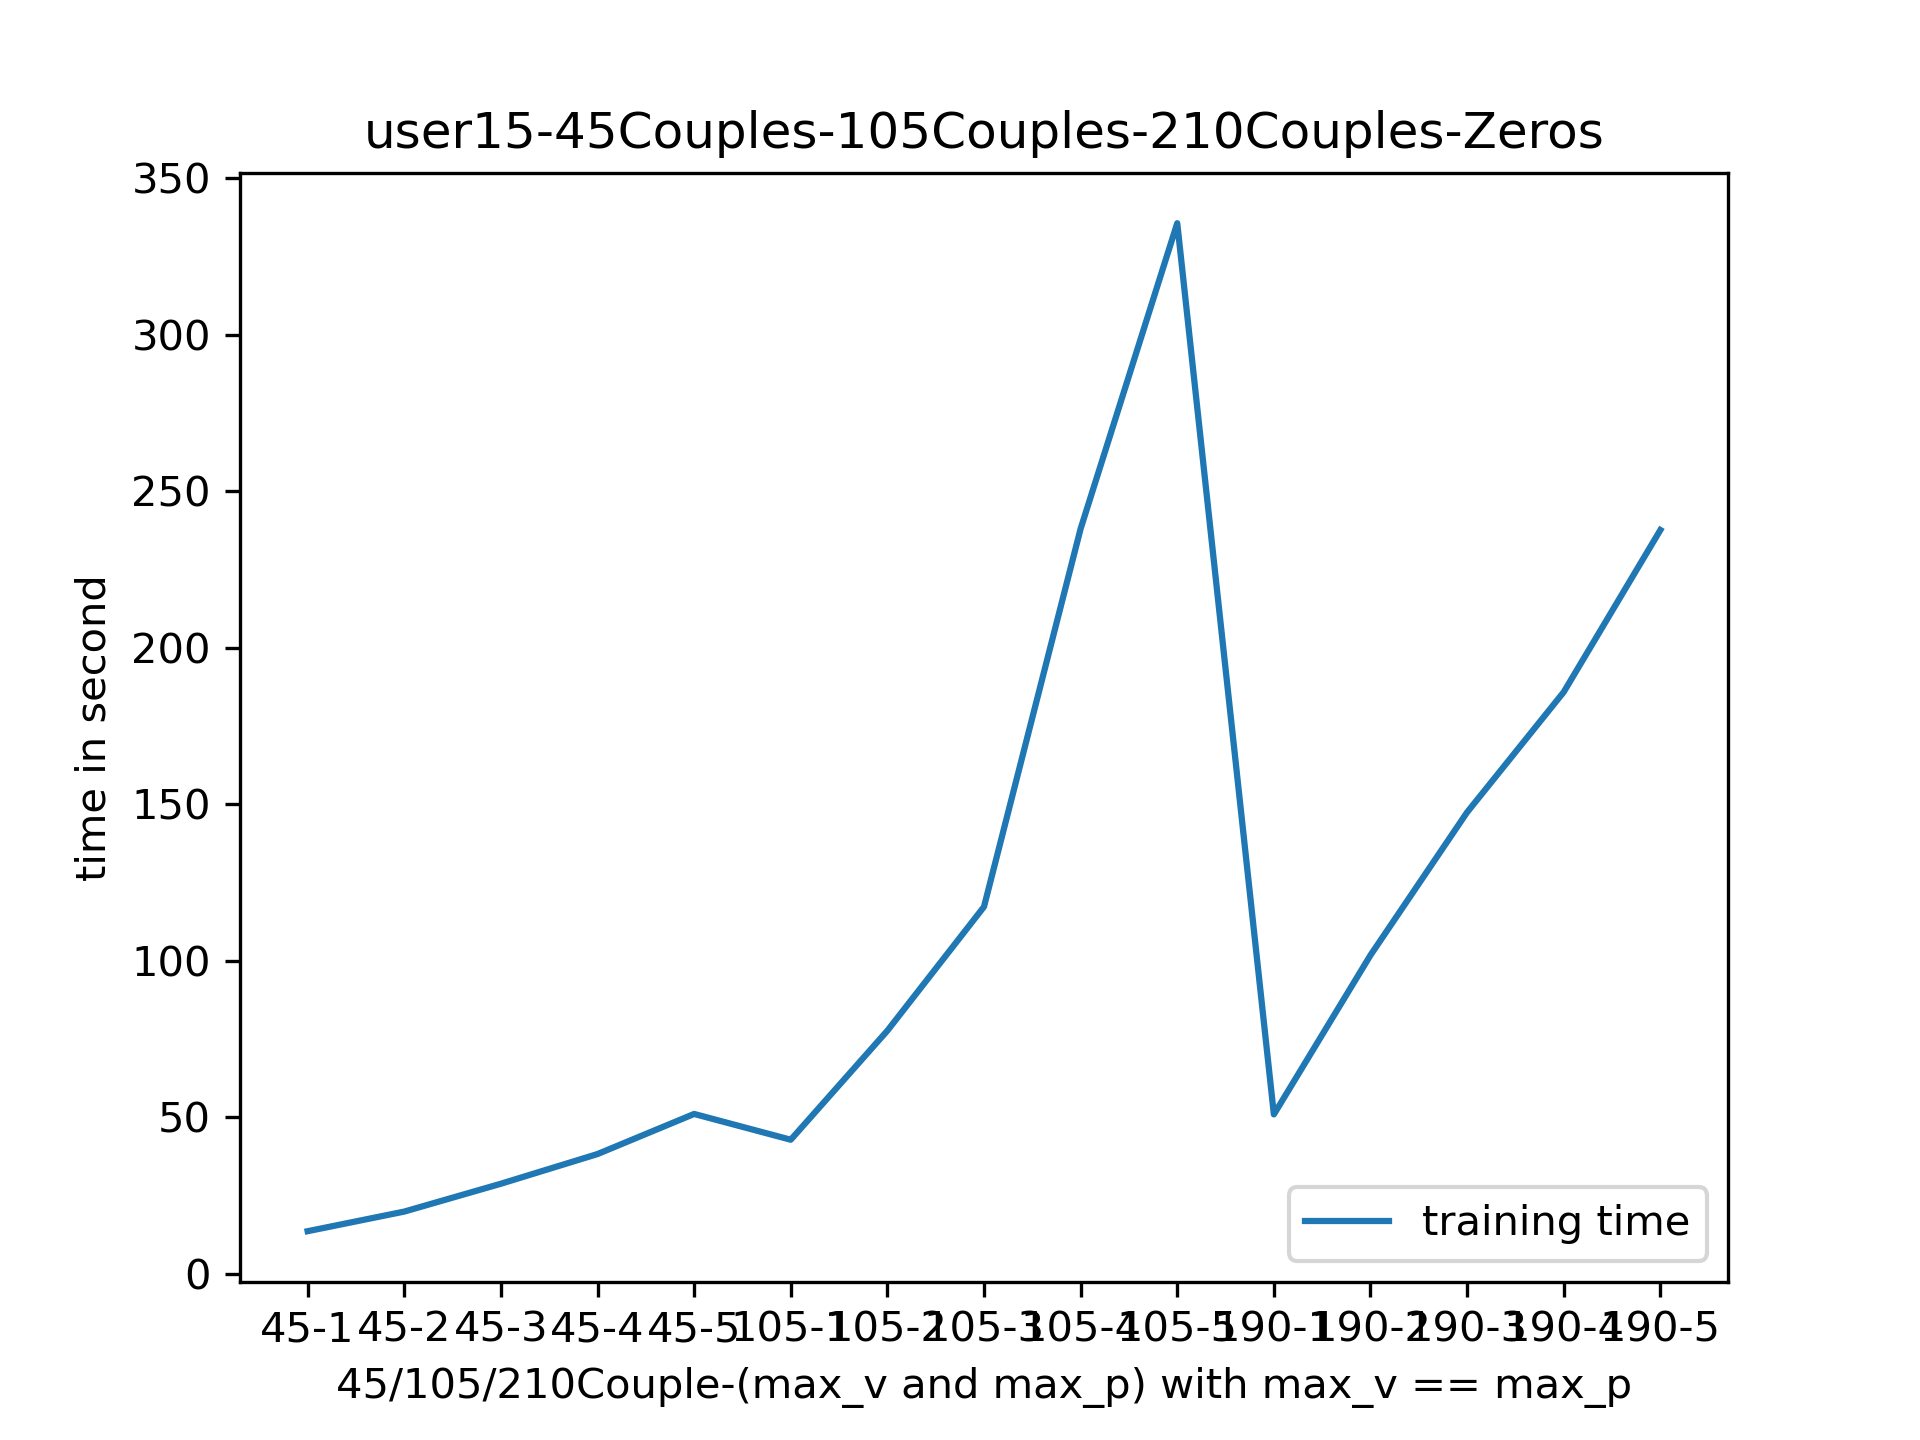 user15-45Couples-105Couples-210Couples-Zeros
350
300
250
200
150
100
50
0
time in second
training time
45-1 45-2 45-3 45-4 45-5 105-1 105-2 105-3 105-4 105-5 190-1 190-2 190-3 190-4 190-5
45/105/210Couple-(max_v and max_p) with max_v == max_p